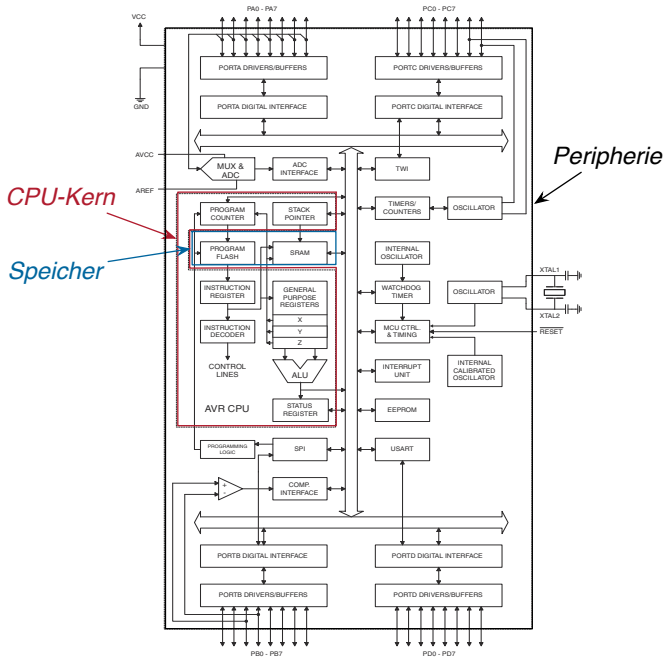 PA0 - PA7
PC0 - PC7
VCC
PORTA DRIVERS/BUFFERS
PORTC DRIVERS/BUFFERS
GND
PORTA DIGITAL INTERFACE
PORTC DIGITAL INTERFACE
AVCC
MUX &
ADC
ADC
INTERFACE
TWI
Peripherie
AREF
CPU-Kern
PROGRAM
COUNTER
STACK
POINTER
TIMERS/
COUNTERS
OSCILLATOR
Speicher
PROGRAM
FLASH
SRAM
INTERNAL
OSCILLATOR
XTAL1
INSTRUCTION
REGISTER
GENERAL
PURPOSE
REGISTERS
WATCHDOG
TIMER
OSCILLATOR
X
XTAL2
INSTRUCTION
DECODER
Y
MCU CTRL.
& TIMING
RESET
Z
CONTROL
LINES
ALU
INTERRUPT
UNIT
INTERNAL
CALIBRATED
OSCILLATOR
AVR CPU
STATUS
REGISTER
EEPROM
PROGRAMMING
LOGIC
SPI
USART
+
-
COMP.
INTERFACE
PORTB DIGITAL INTERFACE
PORTD DIGITAL INTERFACE
PORTB DRIVERS/BUFFERS
PORTD DRIVERS/BUFFERS
PB0 - PB7
PD0 - PD7